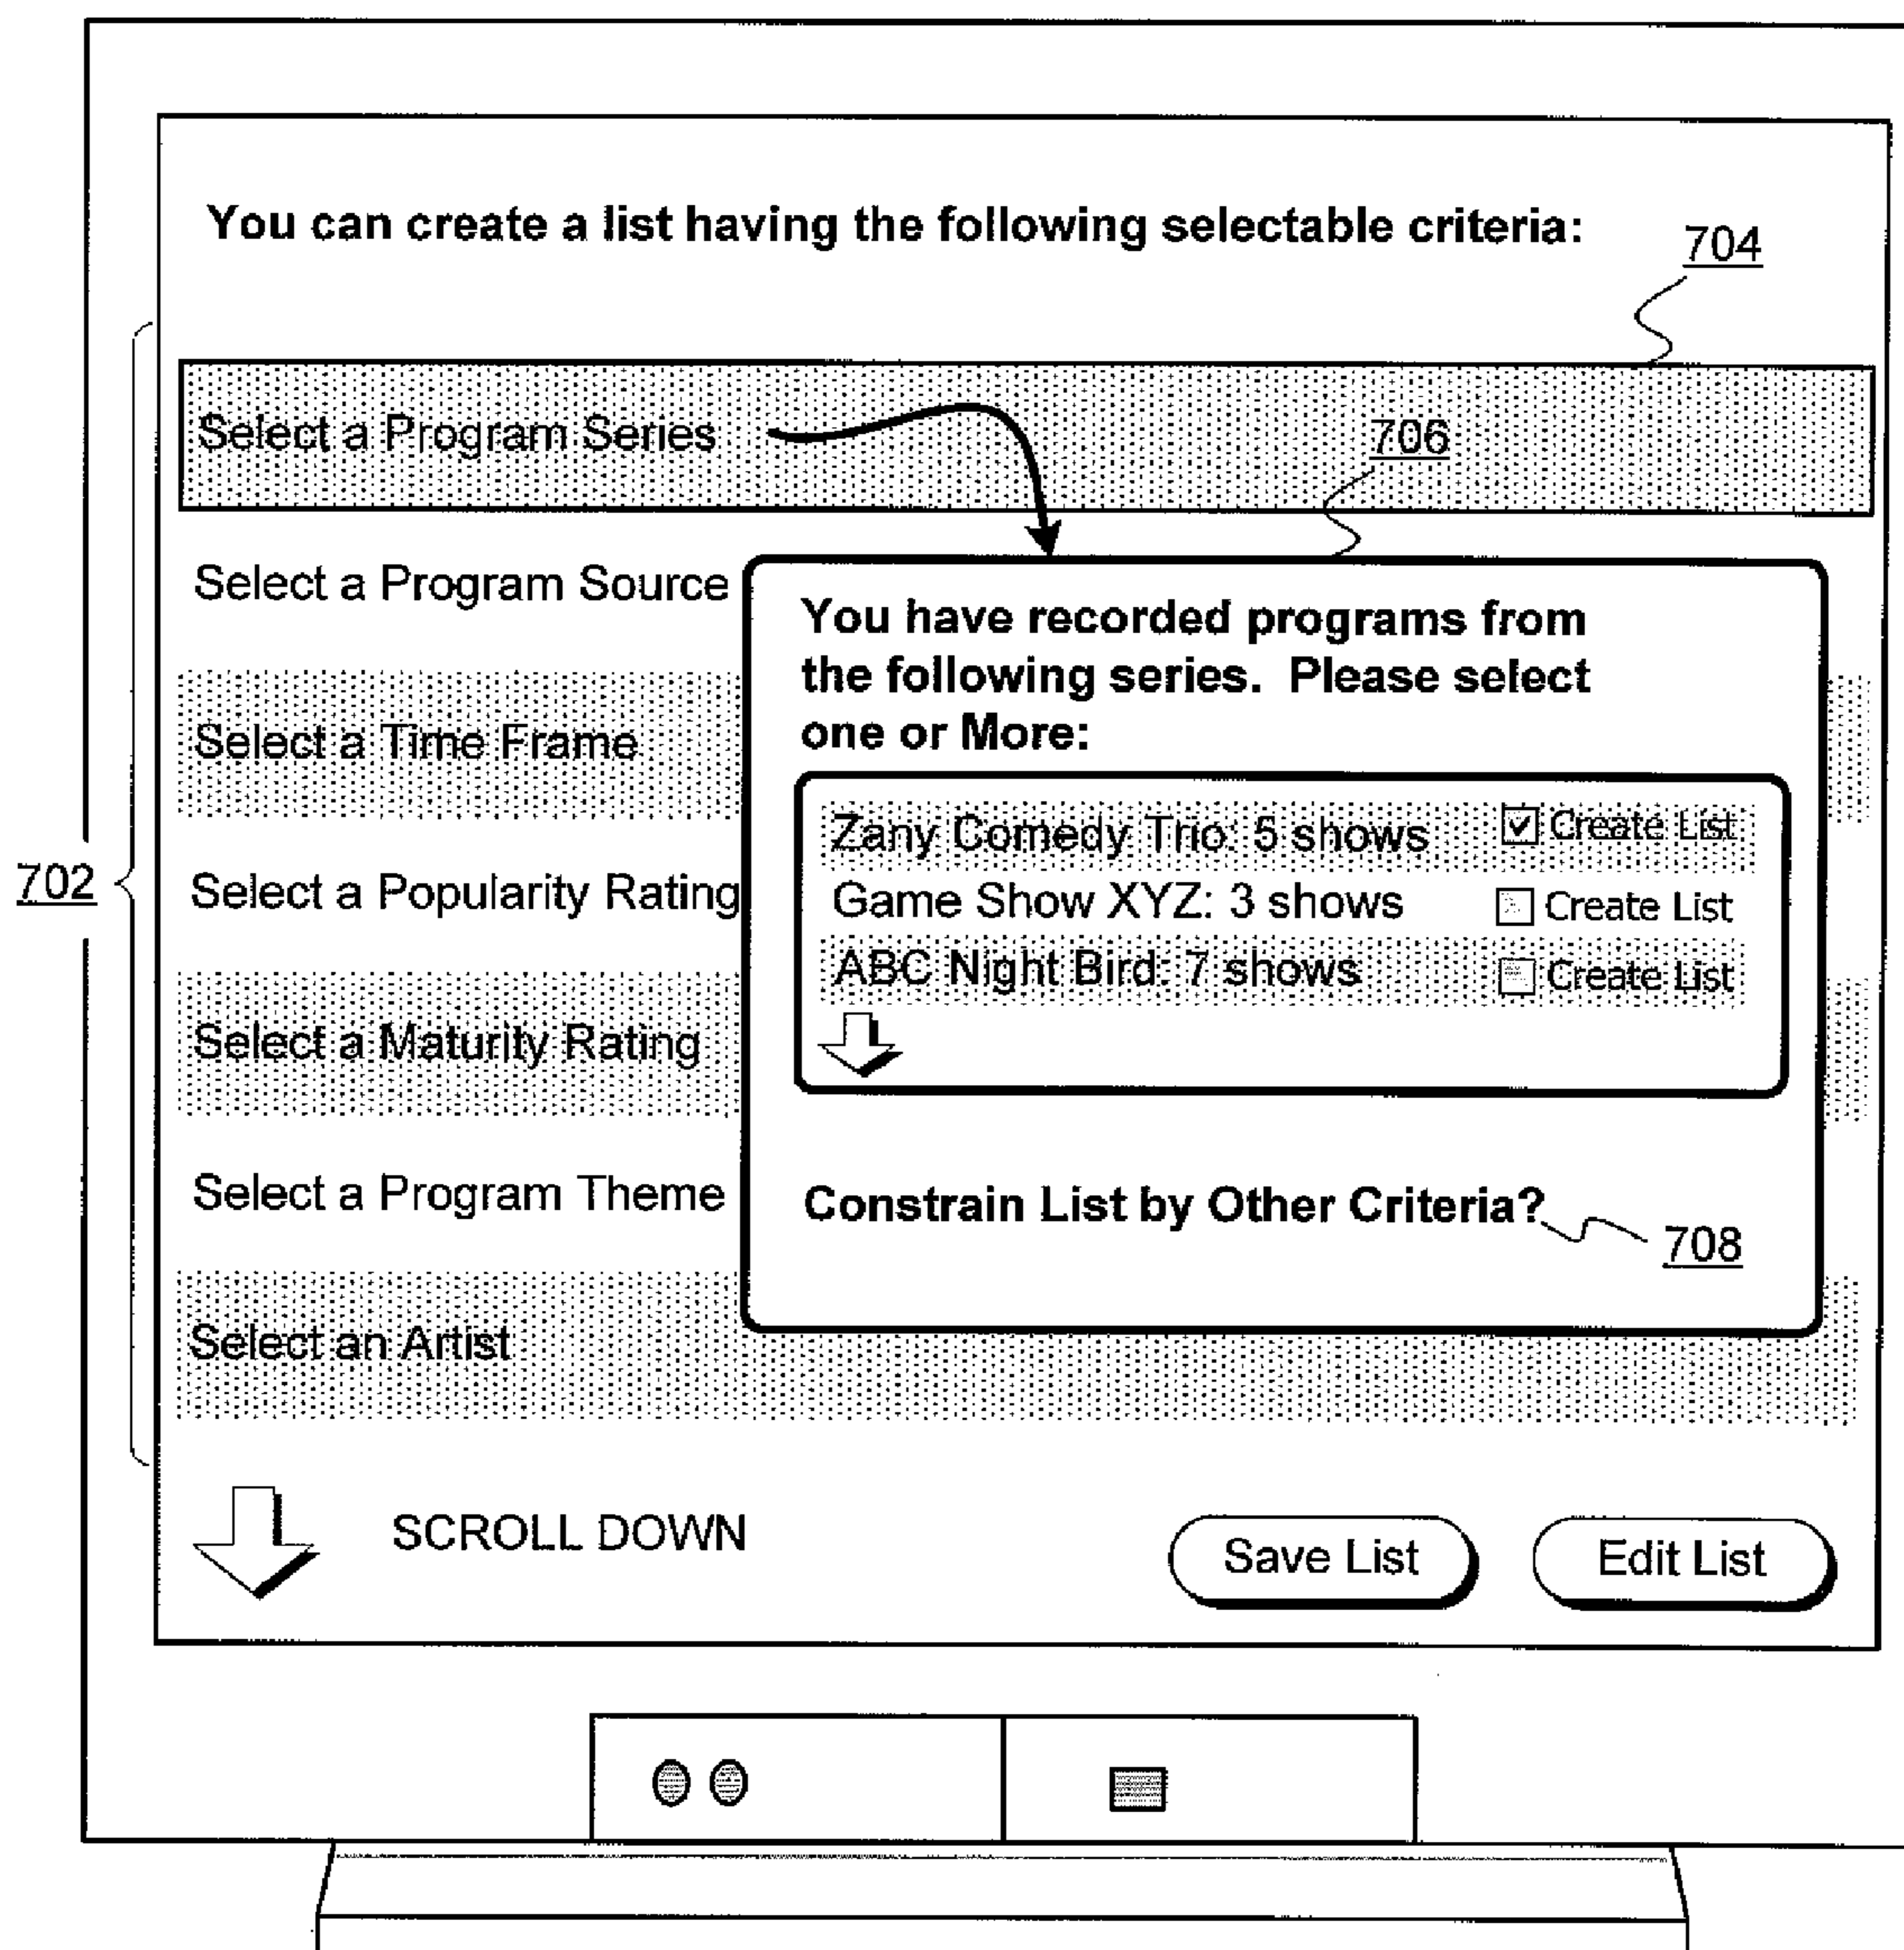 You can create a list having the following selectable criteria:
704
Select a Program Series
706
Select a Program Source
You have recorded programs from
the following series. Please select
one or More:
Select a Time Frame
Zany Comedy Trio: 5 shows Create List
702
Select a Popularity Rating
Game Show XYZ: 3 shows Create List
ABC Night Bird: 7 shows Create List
Select a Maturity Rating
Select a Program Theme
Constrain List by Other Criteria?
708
Select an Artist
SCROLL DOWN
Save List
Edit List